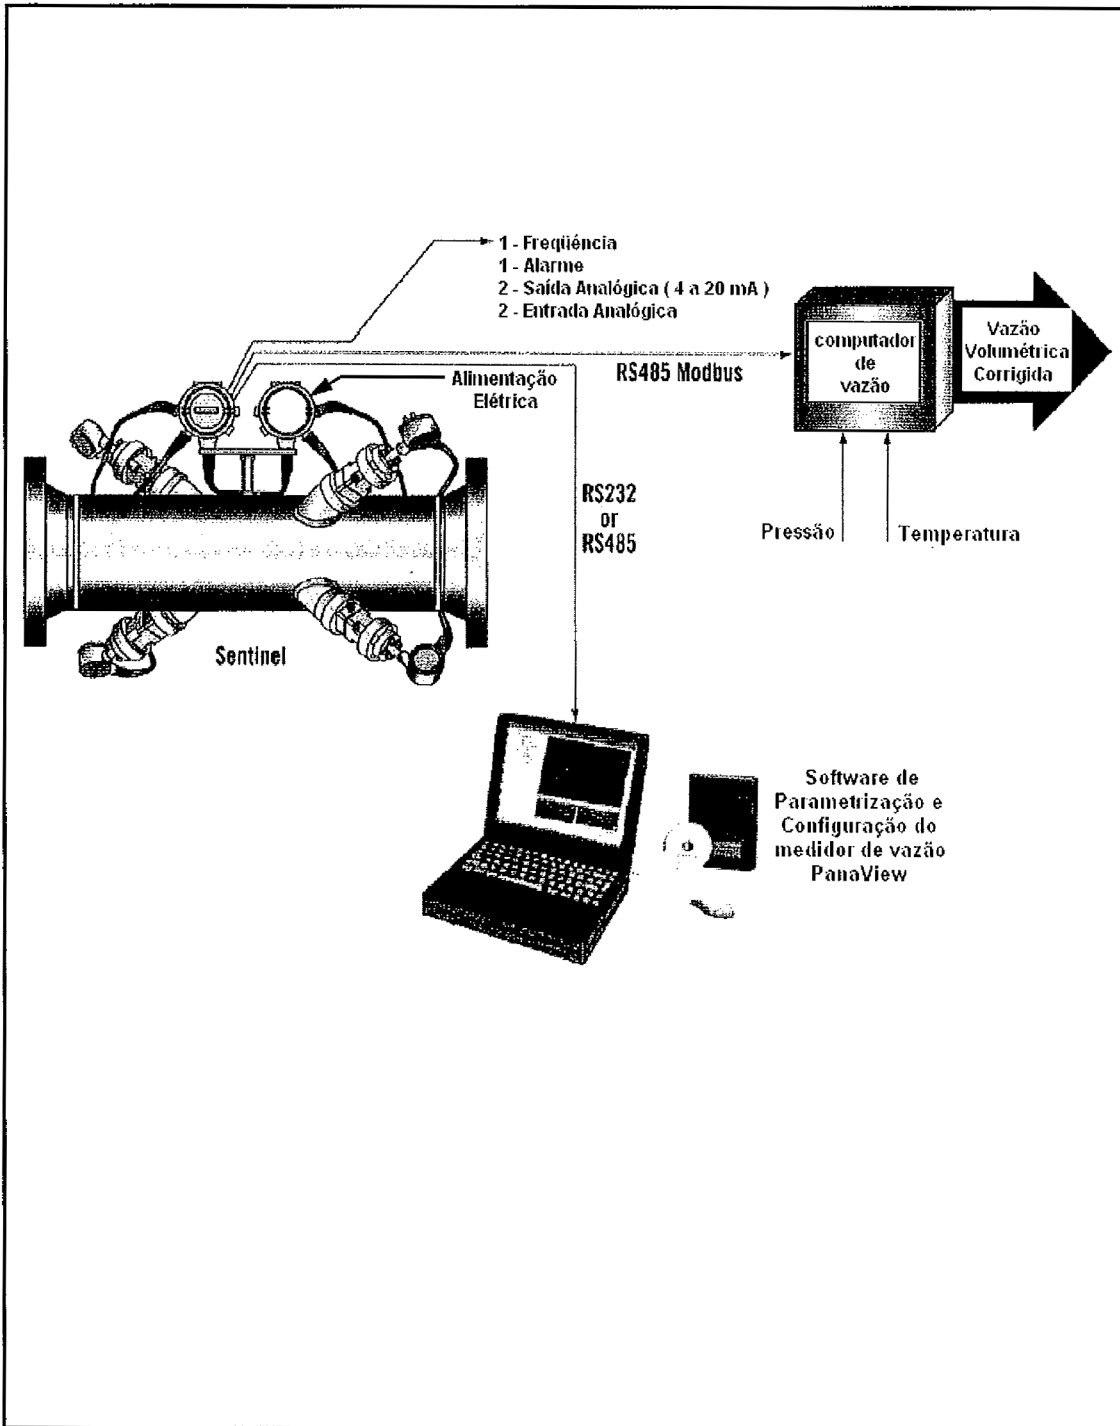 1 - Freqüência
1 - Alarme
2 - Saída Analógica ( 4 a 20 mA )
2 - Entrada Analógica
RS485 Modbus
computador
de
vazão
Vazão
Volumétrica
Corrigida
Alimentação
Elétrica
RS232
or
RS485
Pressão
Temperatura
Sentinel
Software de
Parametrização e
Configuração do
medidor de vazão
PanaView